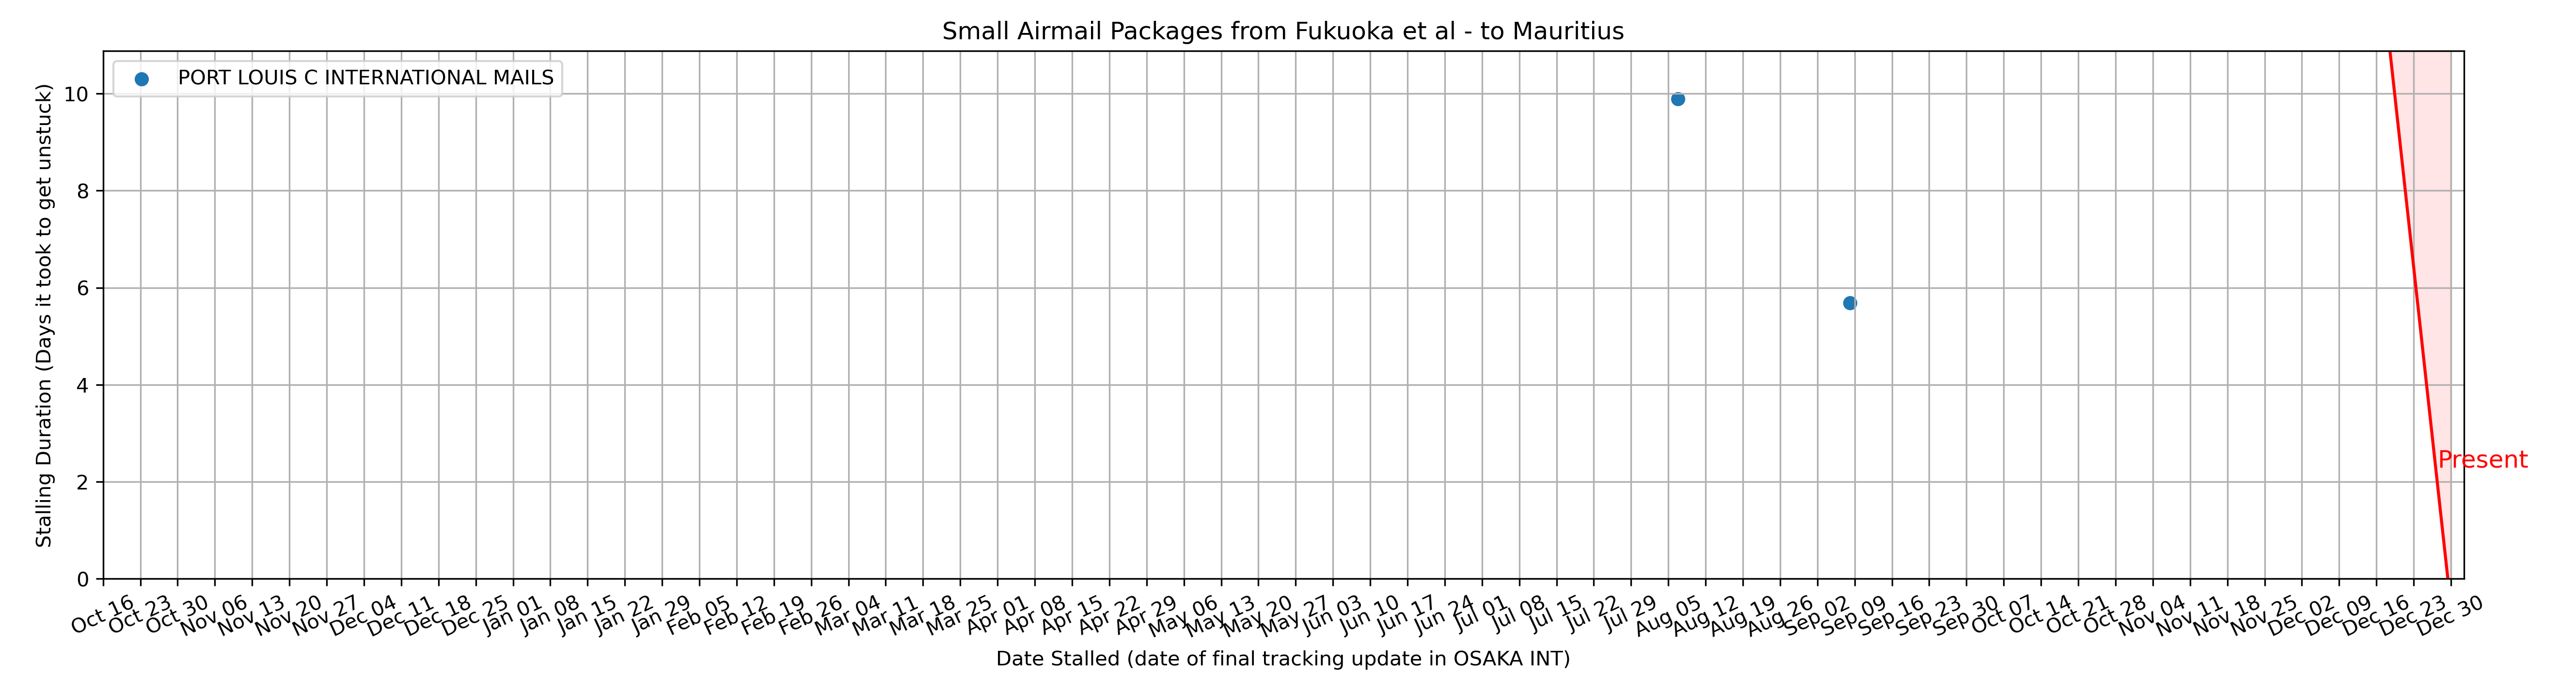 Small Airmail Packages from Fukuoka et al - to Mauritius
PORT LOUIS C INTERNATIONAL MAILS
Stalling Duration (Days it took to get unstuck)
10
8
6
4
2
0
Present
Oct 16
Oct 23
Oct 30
Nov 06
Nov 13
Nov 20
Nov 27
Dec 04
Dec 11
Dec 18
Dec 25
Jan 01
Jan 08
Jan 15
Jan 22
Jan 29
Feb 05
Feb 12
Feb 19
Feb 26
Mar 04
Mar 11
Mar 18
Mar 25
Apr 01
Apr 08
Apr 15
Apr 22
Apr 29
May 06
May 13
May 20
May 27
Jun 03
Jun 10
Jun 17
Jun 24
Jul 01
Jul 08
Jul 15
Jul 22
Jul 29
Aug 05
Aug 12
Aug 19
Aug 26
Sep 02
Sep 09
Sep 16
Sep 23
Sep 30
Oct 07
Oct 14
Oct 21
Oct 28
Nov 04
Nov 11
Nov 18
Nov 25
Dec 02
Dec 09
Dec 16
Dec 23
Dec 30
Date Stalled (date of final tracking update in OSAKA INT)